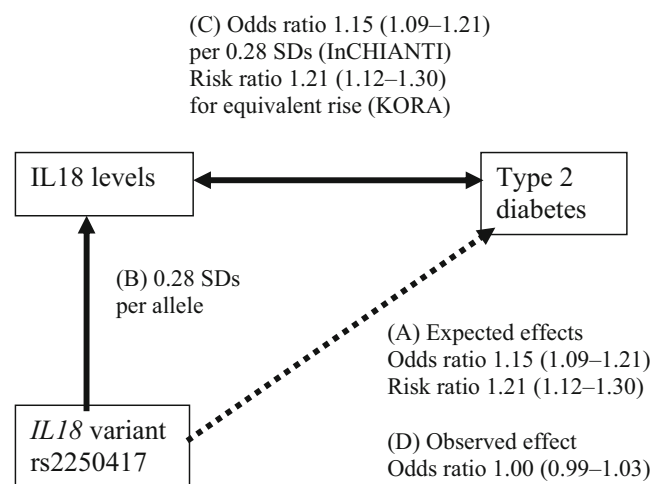 (C) Odds ratio 1.15 (1.09–1.21)
per 0.28 SDs (InCHIANTI)
Risk ratio 1.21 (1.12–1.30)
for equivalent rise (KORA)
IL18 levels
Type 2
diabetes
(B) 0.28 SDs
per allele
(A) Expected effects
Odds ratio 1.15 (1.09–1.21)
Risk ratio 1.21 (1.12–1.30)
IL18 variant
rs2250417
(D) Observed effect
Odds ratio 1.00 (0.99–1.03)